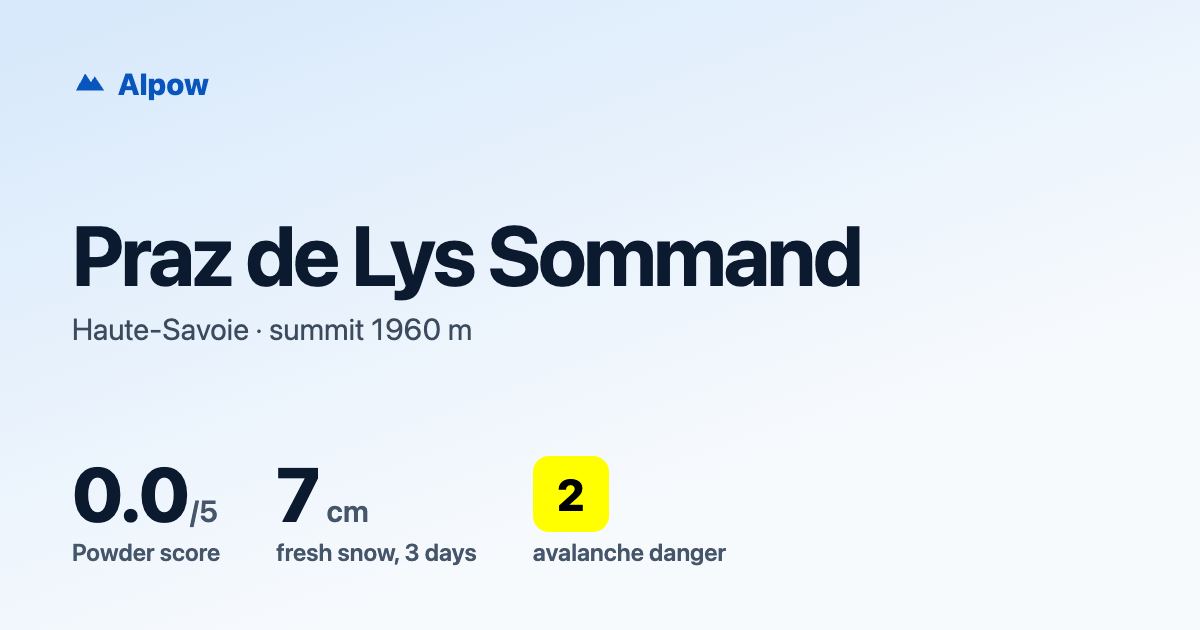 Alpow
Praz de Lys Sommand
Haute-Savoie · summit 1960 m
0.0/5 7 cm 2
Powder score fresh snow, 3 days avalanche danger